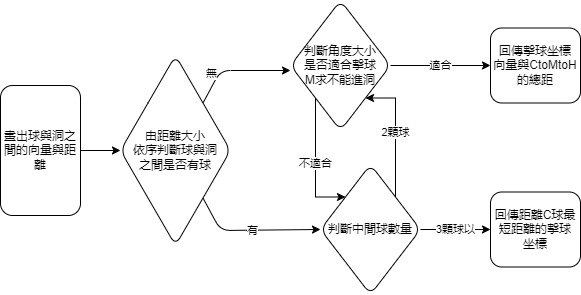 畫出球與洞之
間的向量與距
離
由距離大小
依序判斷球與洞
之間是否有球
無
有
判斷角度大小
是否適合擊球
M求不能進洞
適合
不適合
2顆球
判斷中間球數量
3顆球以
回傳擊球坐標
向量與CtoMtoH
的總距
回傳距離C球最
短距離的擊球
坐標